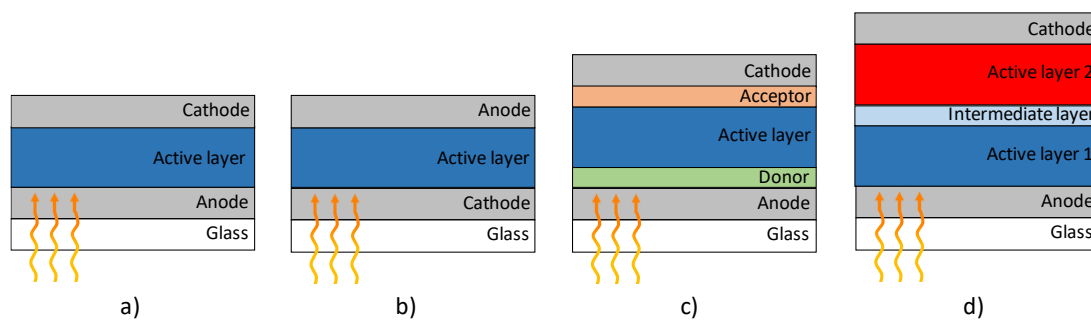 Cathode
Active layer
Anode
Glass
a)
Anode
Active layer
Cathode
Glass
b)
Cathode
Acceptor
Active layer
Donor
Anode
Glass
c)
Cathode
Active layer 2
Intermediate layer
Active layer 1
Anode
Glass
d)